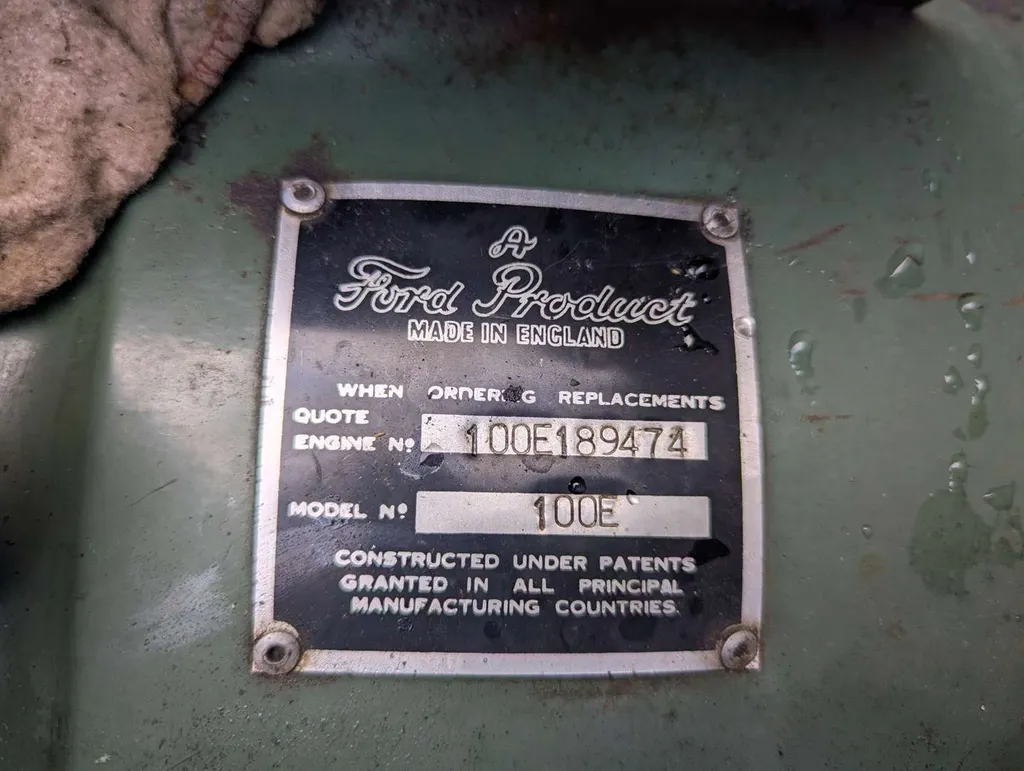 A
Ford Product
MADE IN ENGLAND
WHEN ORDERING REPLACEMENTS
QUOTE
ENGINE Nº 100E189474
MODEL Nº 100E
CONSTRUCTED UNDER PATENTS
GRANTED IN ALL PRINCIPAL
MANUFACTURING COUNTRIES.